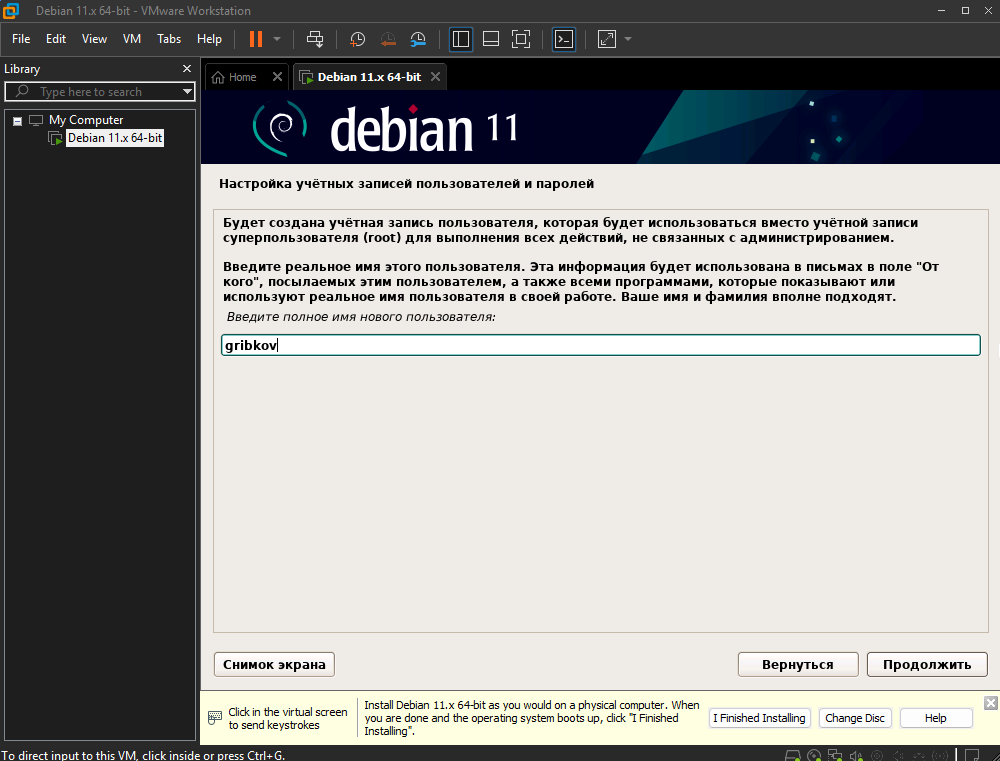 Debian 11.x 64-bit - VMware Workstation
File Edit View VM Tabs Help
Library
Type here to search
My Computer
Debian 11.x 64-bit
Home
Debian 11.x 64-bit
debian 11
Настройка учётных записей пользователей и паролей
Будет создана учётная запись пользователя, которая будет использоваться вместо учётной записи
суперпользователя (root) для выполнения всех действий, не связанных с администрированием.
Введите реальное имя этого пользователя. Эта информация будет использована в письмах в поле "От
кого", посылаемых этим пользователем, а также всеми программами, которые показывают или
используют реальное имя пользователя в своей работе. Ваше имя и фамилия вполне подходят.
Введите полное имя нового пользователя:
gribkov
Снимок экрана
Вернуться
Продолжить
Click in the virtual screen
to send keystrokes
Install Debian 11.x 64-bit as you would on a physical computer. When
you are done and the operating system boots up, click "I Finished
Installing".
I Finished Installing
Change Disc
Help
To direct input to this VM, click inside or press Ctrl+G.